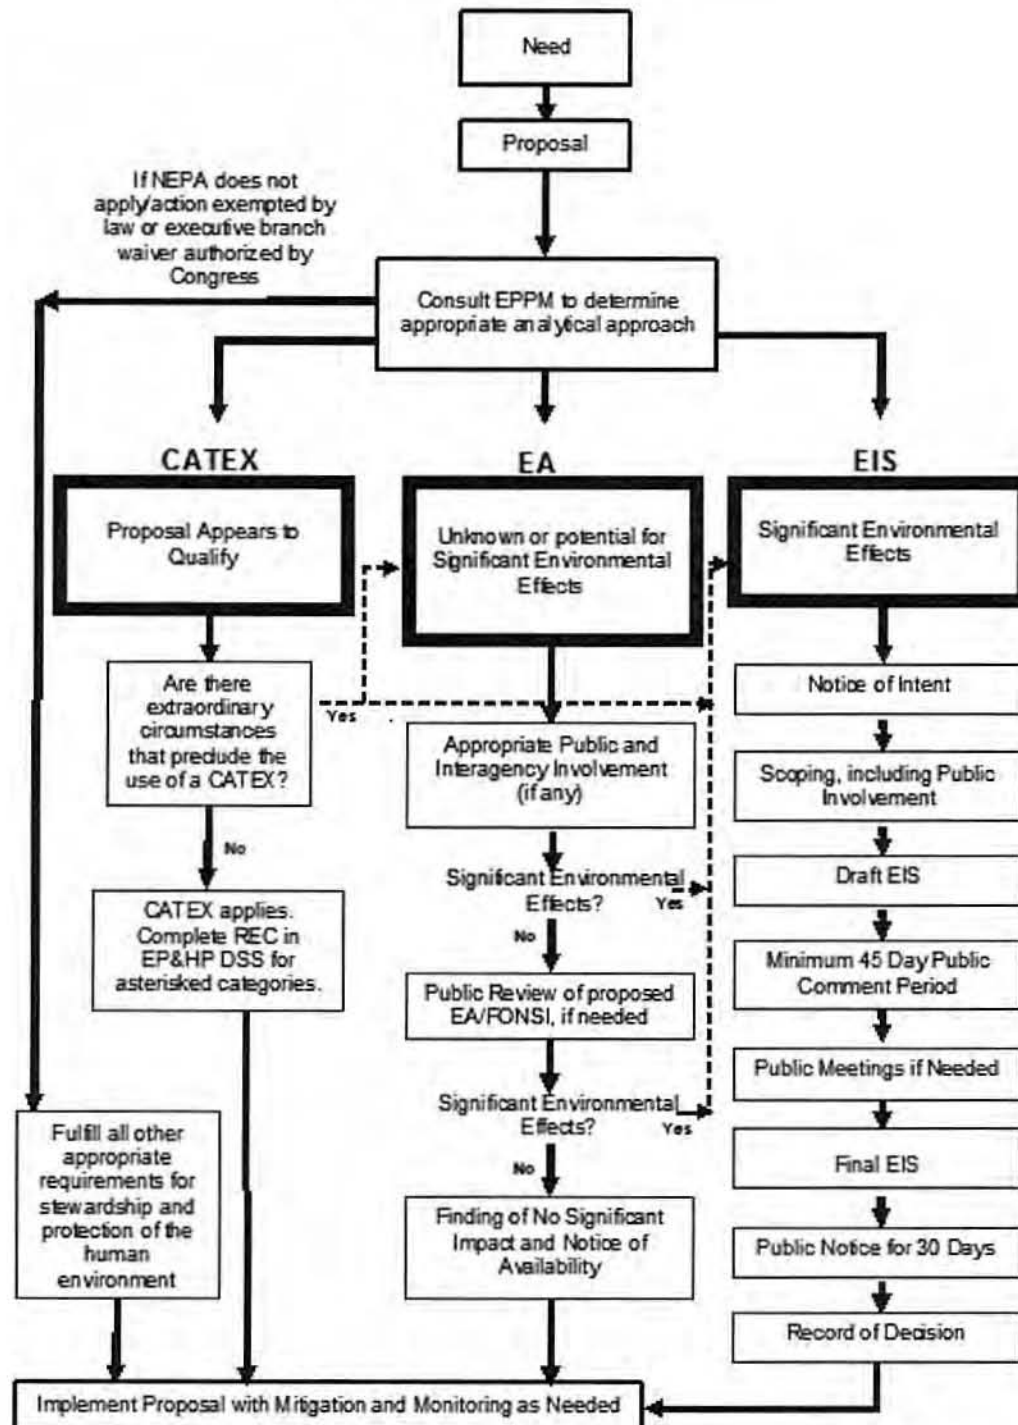 Need
Proposal
If NEPA does not
apply/action exempted by
law or executive branch
waiver authorized by
Congress
Consult EPPM to determine
appropriate analytical approach
CATEX
Proposal Appears to
Qualify
Are there
extraordinary
circumstances
that preclude the
use of a CATEX?
Yes
No
CATEX applies.
Complete REC in
EP&HP DSS for
asterisked categories.
Fulfill all other
appropriate
requirements for
stewardship and
protection of the
human
environment
EA
Unknown or potential for
Significant Environmental
Effects
Appropriate Public and
Interagency Involvement
(if any)
Significant Environmental
Effects?
Yes
No
Public Review of proposed
EA/FONSI, if needed
Significant Environmental
Effects?
Yes
No
Finding of No Significant
Impact and Notice of
Availability
EIS
Significant Environmental
Effects
Notice of Intent
Scoping, including Public
Involvement
Draft EIS
Minimum 45 Day Public
Comment Period
Public Meetings if Needed
Final EIS
Public Notice for 30 Days
Record of Decision
Implement Proposal with Mitigation and Monitoring as Needed